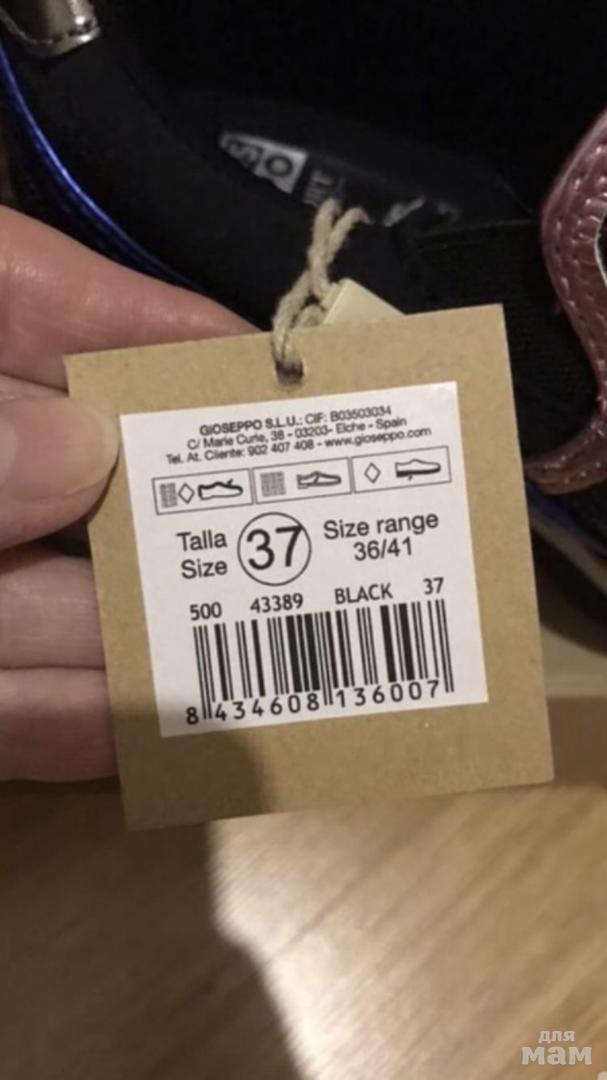 GIOSEPPO S.L.U.: CIF: B03503034
C/ Marie Curie, 38 - 03203- Elche - Spain
Tel. At. Cliente: 902 407 408 - www.gioseppo.com
Talla
Size
37
Size range
36/41
500 43389 BLACK 37
8 434608 136007
для
мам